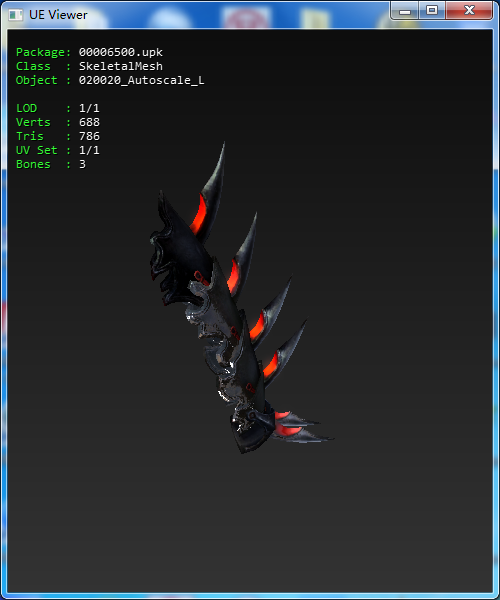 UE Viewer
Package: 00006500.upk
Class : SkeletalMesh
Object : 020020_Autoscale_L
LOD : 1/1
Verts : 688
Tris : 786
UV Set : 1/1
Bones : 3